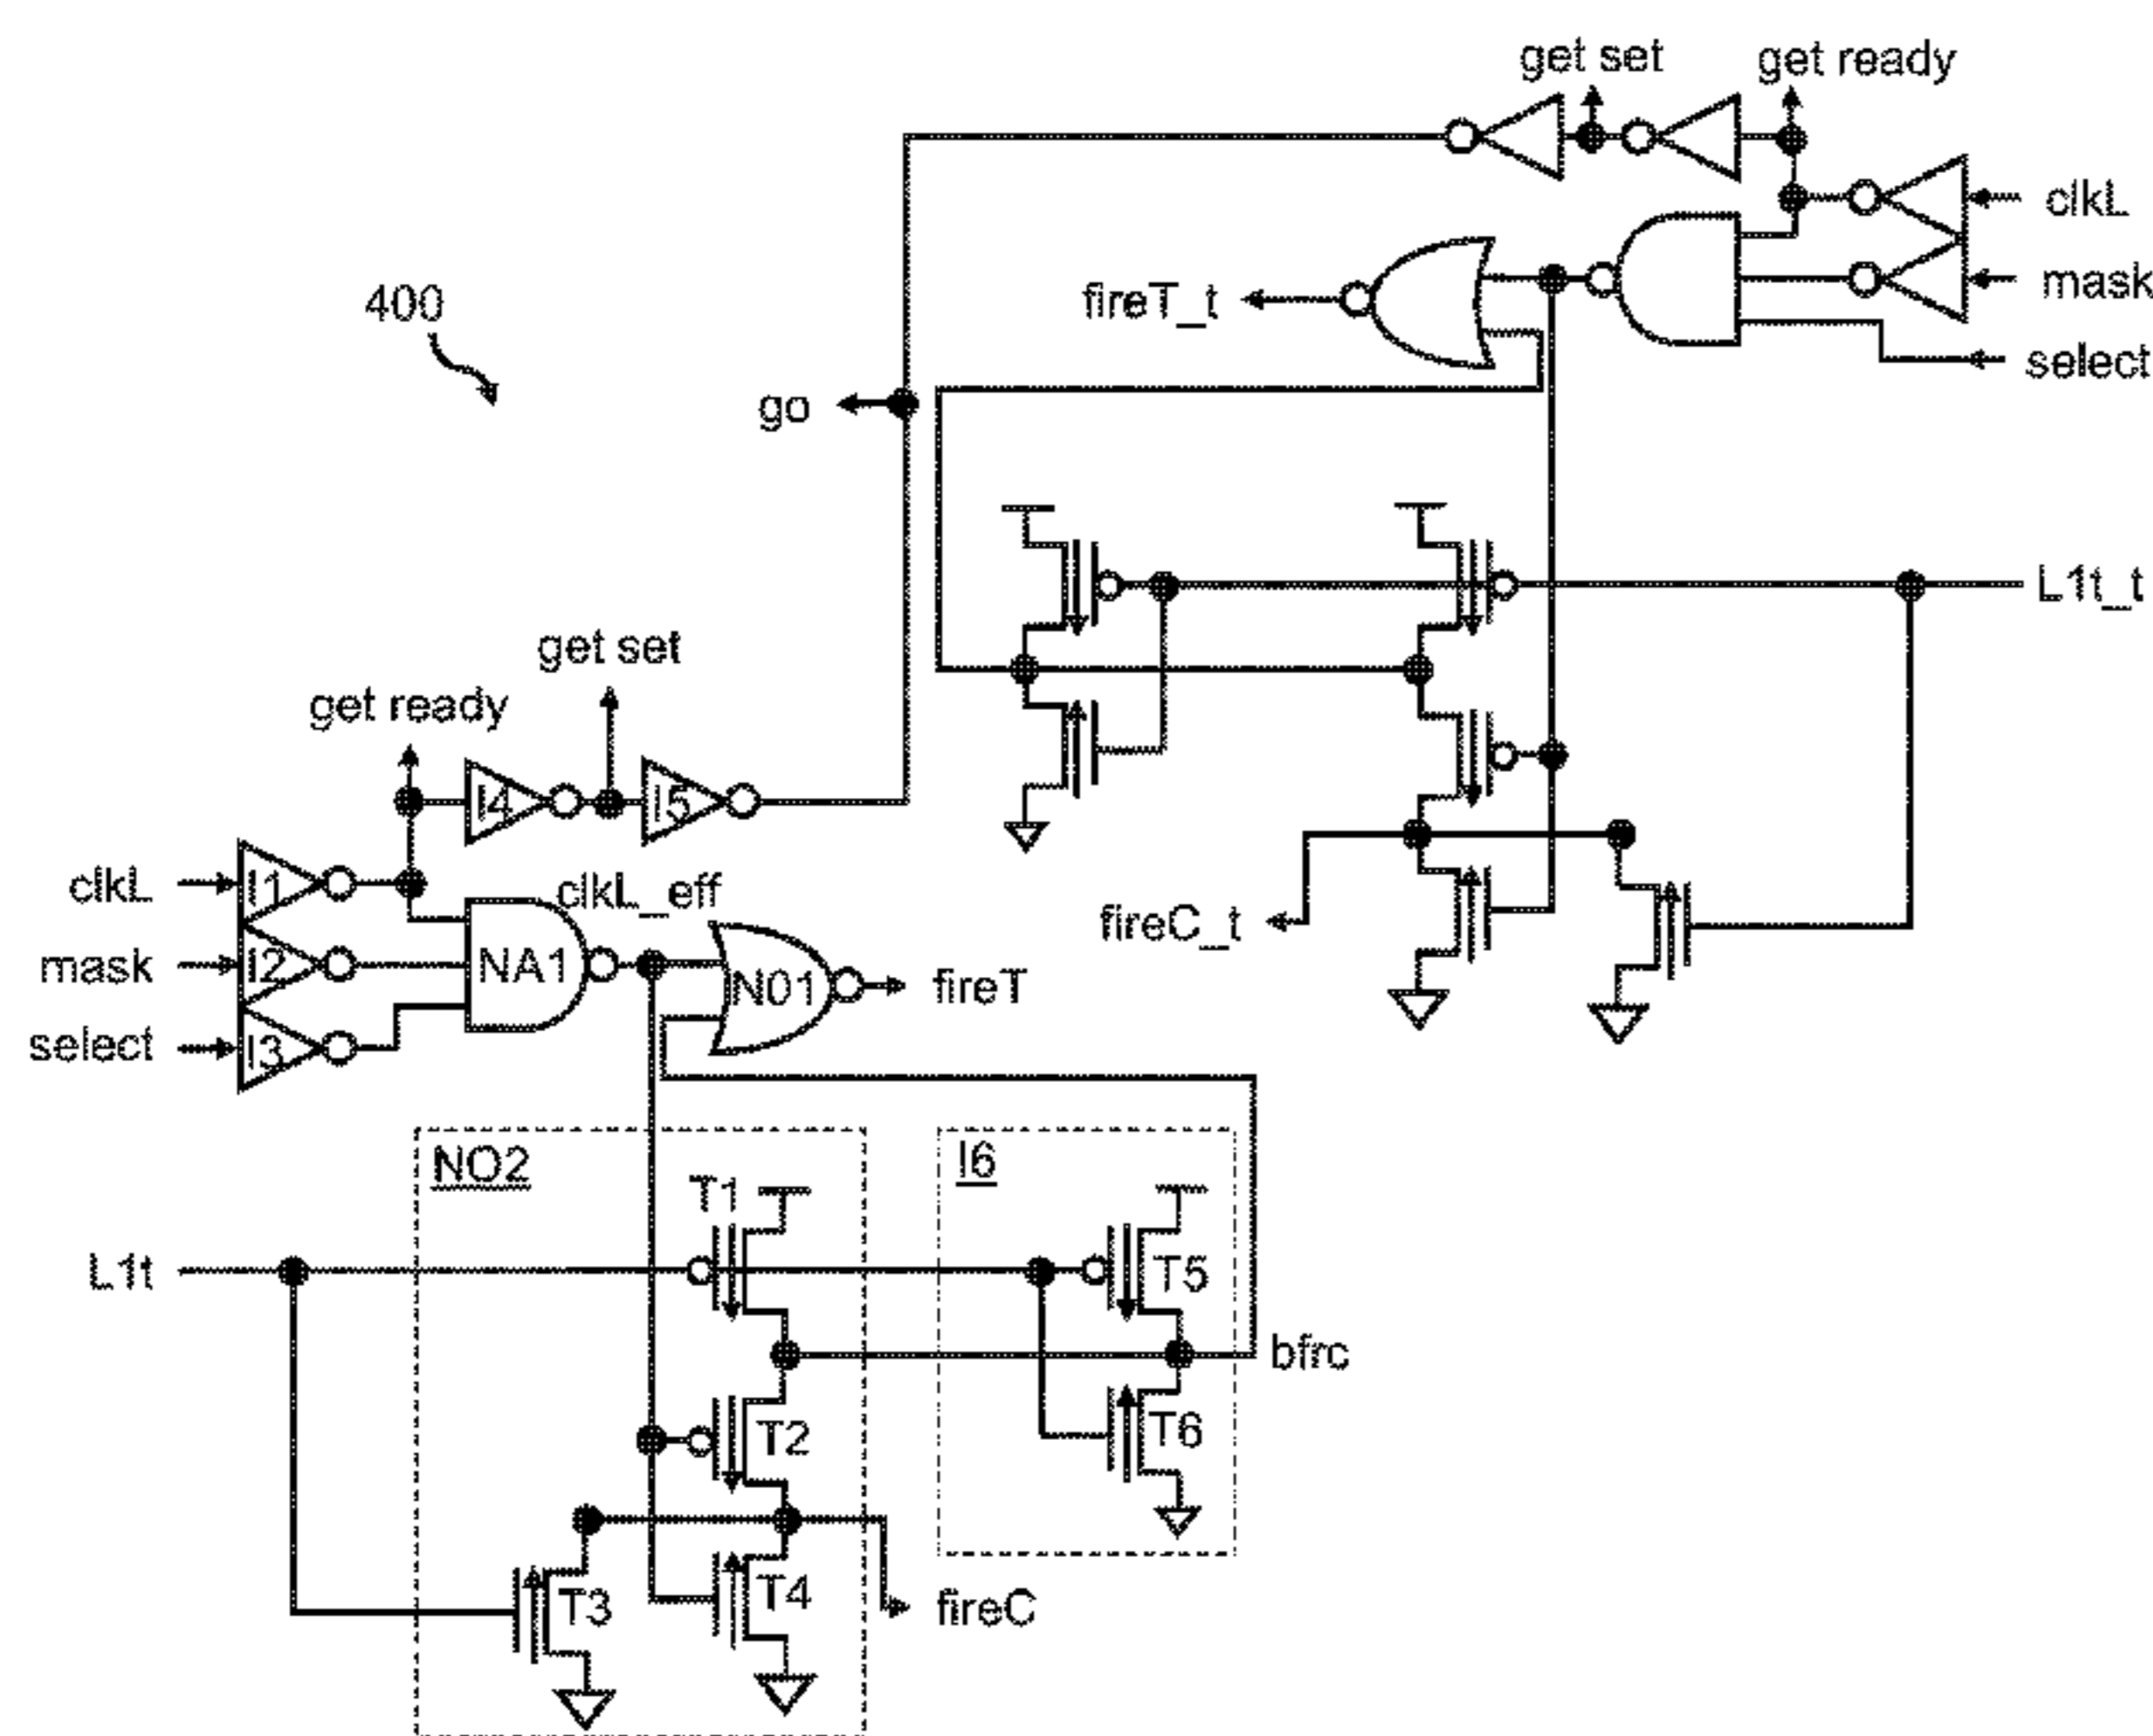 get set
get ready
clkL
mask
select
fireT_t
400
go
L1t_t
get set
get ready
I4
I5
fireC_t
clkL
I1
clkL_eff
mask
I2
NA1
N01
fireT
select
I3
NO2
I6
T1
L1t
T5
bfrc
T2
T6
T3
T4
fireC